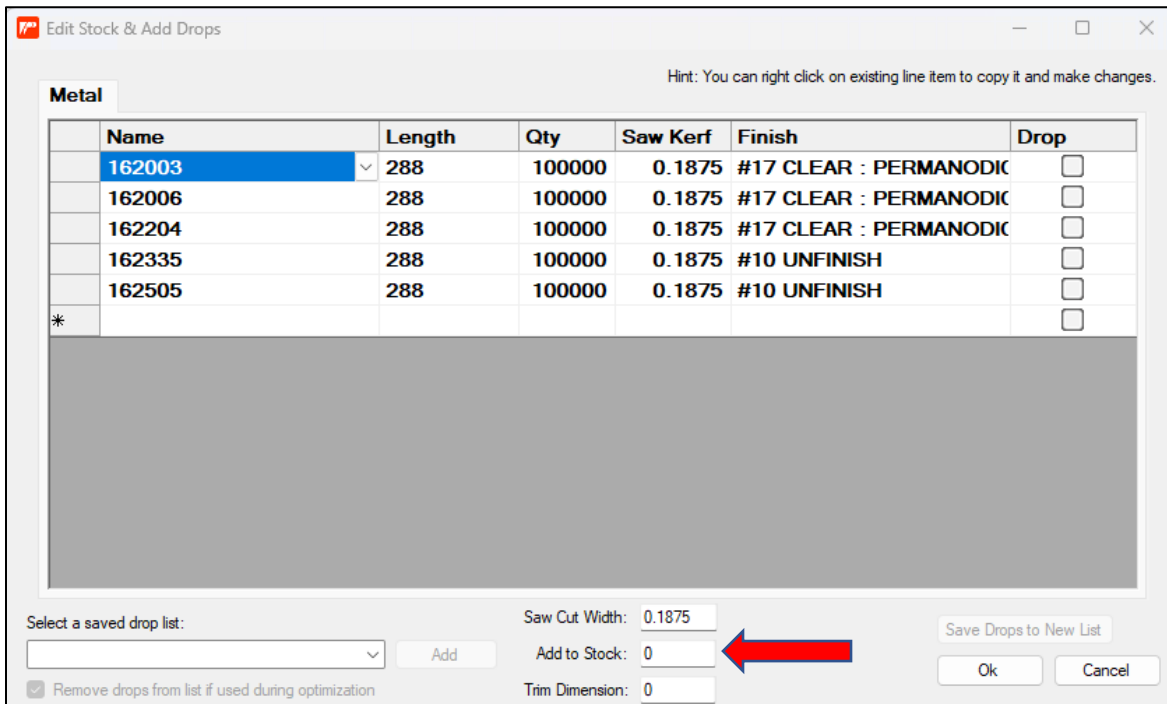 Edit Stock & Add Drops
Hint: You can right click on existing line item to copy it and make changes.
Metal
Name Length Qty Saw Kerf Finish Drop
162003 288 100000 0.1875 #17 CLEAR : PERMANODIC
162006 288 100000 0.1875 #17 CLEAR : PERMANODIC
162204 288 100000 0.1875 #17 CLEAR : PERMANODIC
162335 288 100000 0.1875 #10 UNFINISH
162505 288 100000 0.1875 #10 UNFINISH
*
Select a saved drop list: Saw Cut Width: 0.1875 Save Drops to New List
Add Add to Stock: 0 Ok Cancel
Remove drops from list if used during optimization Trim Dimension: 0